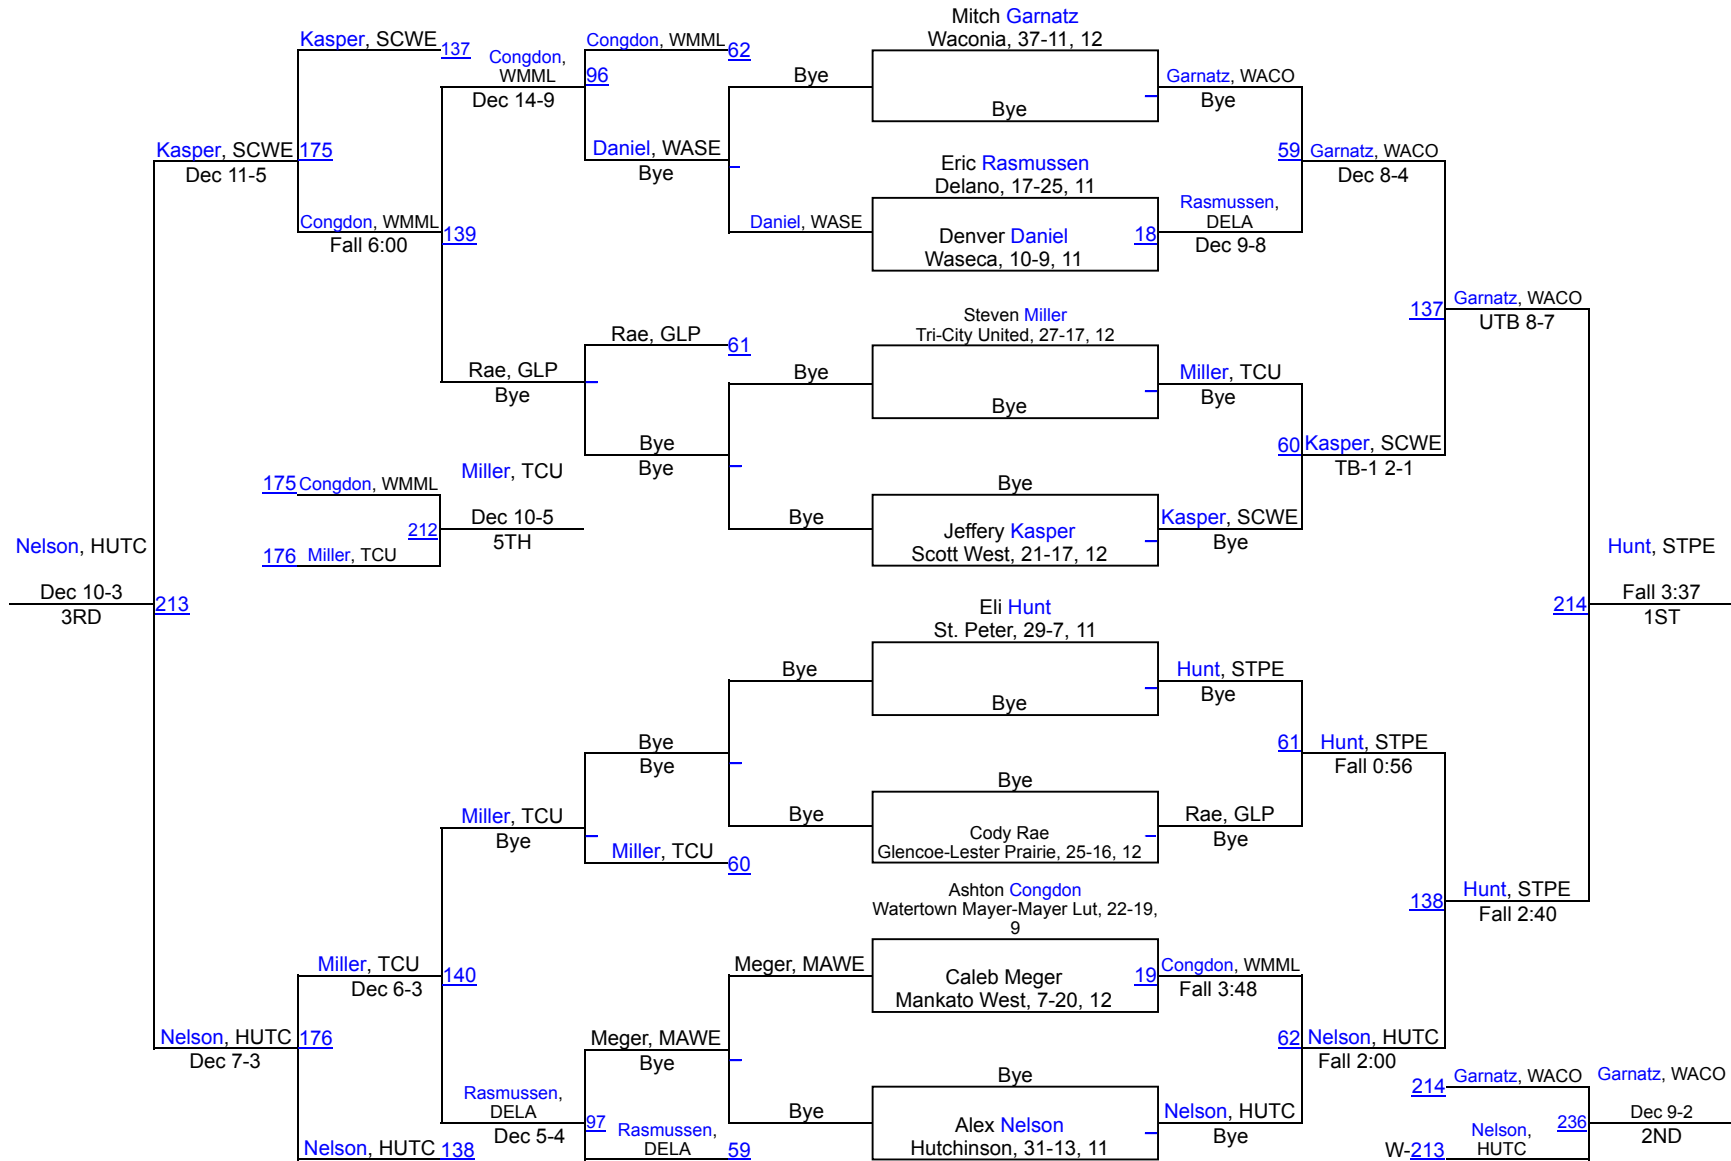 Mitch Garnatz
Waconia, 37-11, 12
Bye
Bye
Garnatz, WACO
Bye
Eric Rasmussen
Delano, 17-25, 11
Denver Daniel
Waseca, 10-9, 11
Daniel, WASE
18
Rasmussen,
DELA
Dec 9-8
59
Garnatz, WACO
Dec 8-4
Steven Miller
Tri-City United, 27-17, 12
Bye
Bye
Miller, TCU
Bye
Bye
Jeffery Kasper
Scott West, 21-17, 12
Bye
Kasper, SCWE
Bye
60
Kasper, SCWE
TB-1 2-1
137
Garnatz, WACO
UTB 8-7
Eli Hunt
St. Peter, 29-7, 11
Bye
Bye
Hunt, STPE
Bye
Bye
Cody Rae
Glencoe-Lester Prairie, 25-16, 12
Bye
Rae, GLP
Bye
61
Hunt, STPE
Fall 0:56
Ashton Congdon
Watertown Mayer-Mayer Lut, 22-19,
9
Caleb Meger
Mankato West, 7-20, 12
Meger, MAWE
19
Congdon, WMML
Fall 3:48
Bye
Alex Nelson
Hutchinson, 31-13, 11
Bye
Nelson, HUTC
Bye
62
Nelson, HUTC
Fall 2:00
138
Hunt, STPE
Fall 2:40
214
Hunt, STPE
Fall 3:37
1ST
214
Garnatz, WACO
W-213
Nelson,
HUTC
236
Garnatz, WACO
Dec 9-2
2ND
Congdon, WMML
62
Daniel, WASE
Bye
96
Congdon,
WMML
Dec 14-9
Rae, GLP
61
Bye
Bye
Rae, GLP
Bye
139
Congdon, WMML
Fall 6:00
Kasper, SCWE
137
175
Kasper, SCWE
Dec 11-5
175
Congdon, WMML
176
Miller, TCU
212
Miller, TCU
Dec 10-5
5TH
Bye
Bye
Miller, TCU
60
Miller, TCU
Bye
Meger, MAWE
Bye
Rasmussen,
DELA
59
97
Rasmussen,
DELA
Dec 5-4
140
Miller, TCU
Dec 6-3
Nelson, HUTC
138
176
Nelson, HUTC
Dec 7-3
213
Nelson, HUTC
Dec 10-3
3RD